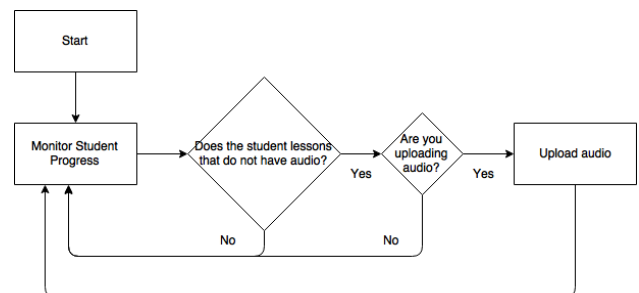 Start
Monitor Student
Progress
Does the student lessons
that do not have audio?
Yes
Are you
uploading
audio?
Yes
Upload audio
No
No